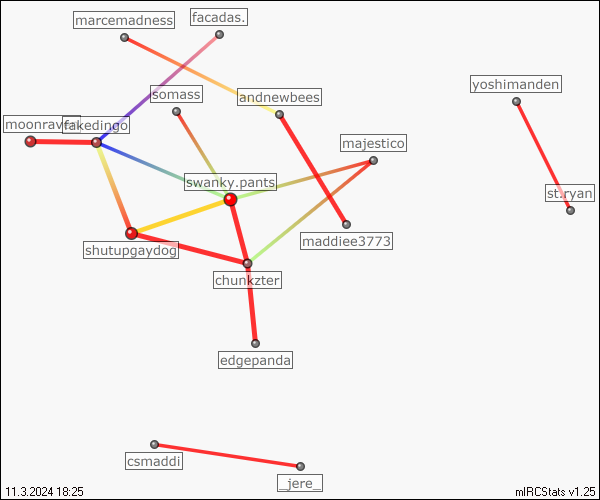 marcemadness
facadas.
yoshimanden
somass
andnewbees
fakedingo
majestico
swanky.pants
st.ryan
maddiee3773
shutupgaydog
chunkzter
edgepanda
csmaddi
_jere_
11.3.2024 18:25
mIRCStats v1.25